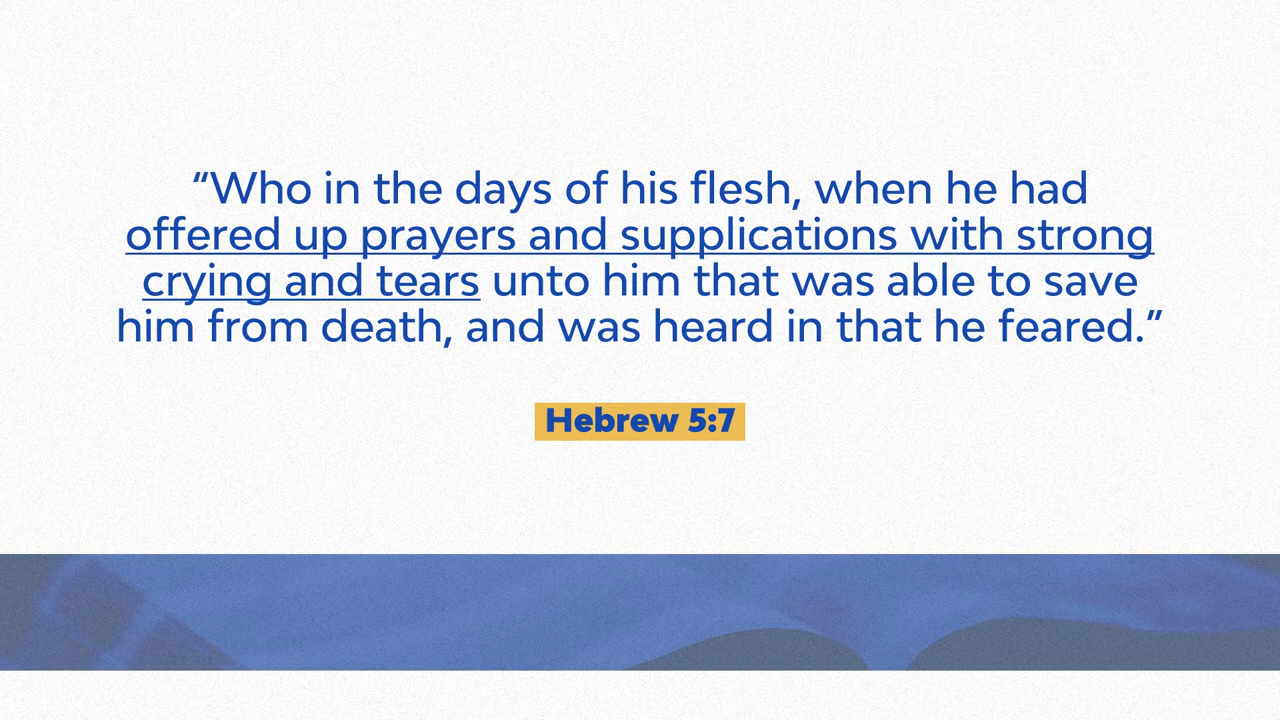 “Who in the days of his flesh, when he had
offered up prayers and supplications with strong
crying and tears unto him that was able to save
him from death, and was heard in that he feared.”
Hebrew 5:7